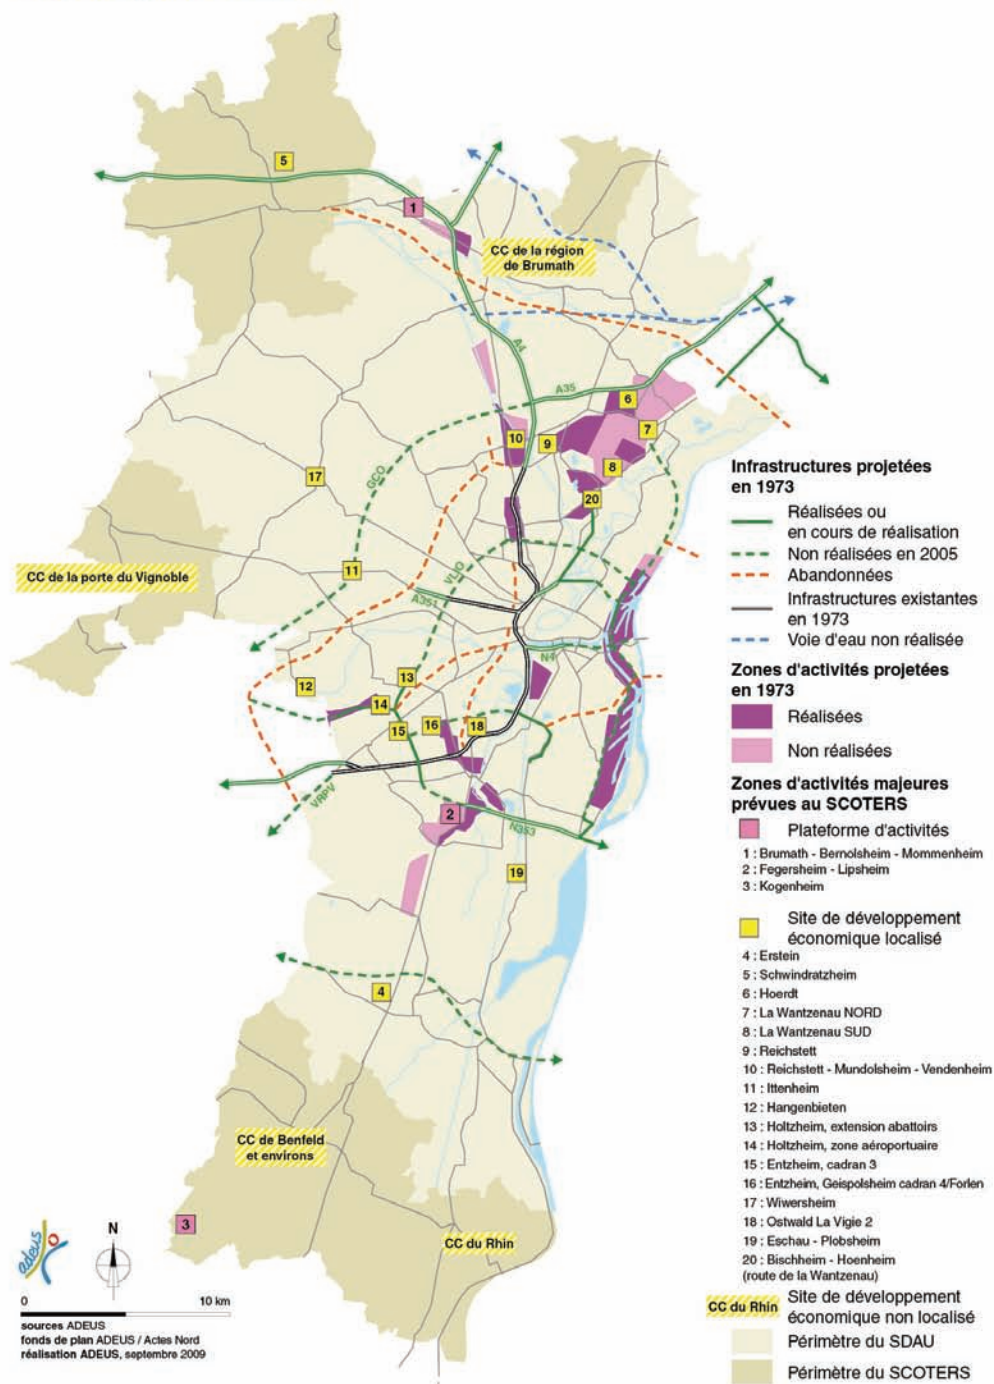 5
1
CC de la région
de Brumath
A4
A35
6
7
10
9
8
20
17
GCO
11
CC de la porte du Vignoble
VLIO
A351
N4
12
13
14
15
16
18
VRPV
2
N353
19
4
CC de Benfeld
et environs
3
CC du Rhin
adeus
N
0 10 km
sources ADEUS
fonds de plan ADEUS / Actes Nord
réalisation ADEUS, septembre 2009
Infrastructures projetées
en 1973
Réalisées ou
en cours de réalisation
Non réalisées en 2005
Abandonnées
Infrastructures existantes
en 1973
Voie d'eau non réalisée
Zones d'activités projetées
en 1973
Réalisées
Non réalisées
Zones d'activités majeures
prévues au SCOTERS
Plateforme d'activités
1 : Brumath - Bernolsheim - Mommenheim
2 : Fegersheim - Lipsheim
3 : Kogenheim
Site de développement
économique localisé
4 : Erstein
5 : Schwindratzheim
6 : Hoerdt
7 : La Wantzenau NORD
8 : La Wantzenau SUD
9 : Reichstett
10 : Reichstett - Mundolsheim - Vendenheim
11 : Ittenheim
12 : Hangenbieten
13 : Holtzheim, extension abattoirs
14 : Holtzheim, zone aéroportuaire
15 : Entzheim, cadran 3
16 : Entzheim, Geispolsheim cadran 4/Forlen
17 : Wiwersheim
18 : Ostwald La Vigie 2
19 : Eschau - Plobsheim
20 : Bischheim - Hoenheim
(route de la Wantzenau)
CC du Rhin
Site de développement
économique non localisé
Périmètre du SDAU
Périmètre du SCOTERS